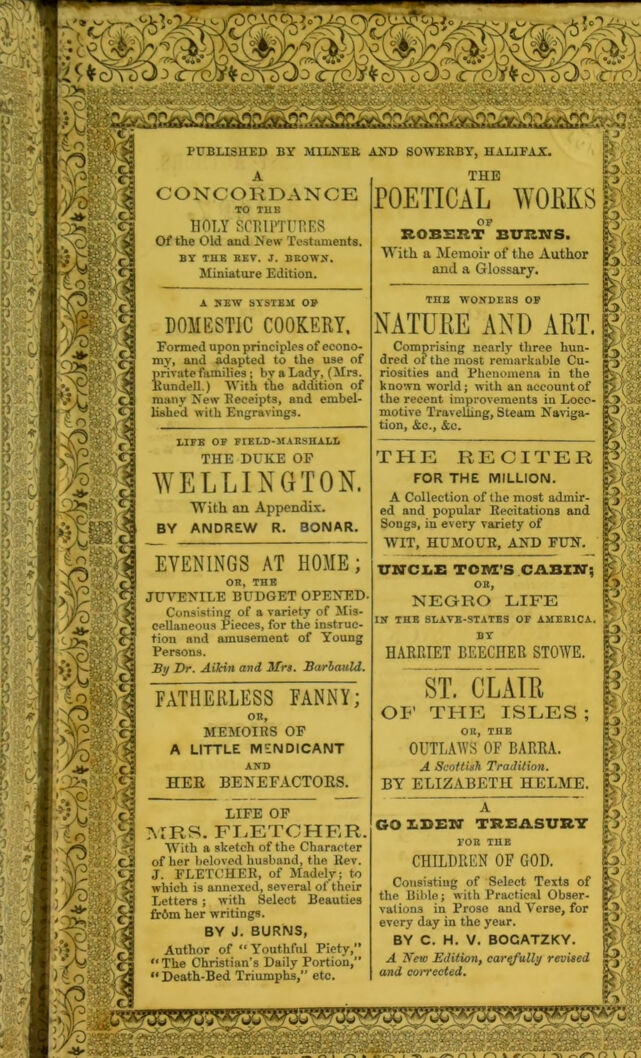 PUBLISHED BY MILNER AND SOWERBY, HALIFAX.
A
CONCORDANCE
TO THE
HOLY SCRIPTURES
Of the Old and New Testaments.
BY THE REV. J. BROWN.
Miniature Edition.
A NEW SYSTEM OF
DOMESTIC COOKERY,
Formed upon principles of econo-
my, and adapted to the use of
private families; by a Lady, (Mrs.
Rundell.) With the addition of
many New Receipts, and embel-
lished with Engravings.
LIFE OF FIELD-MARSHALL
THE DUKE OF
WELLINGTON.
With an Appendix.
BY ANDREW R. BONAR.
EVENINGS AT HOME;
OR, THE
JUVENILE BUDGET OPENED.
Consisting of a variety of Mis-
cellaneous Pieces, for the instruc-
tion and amusement of Young
Persons.
By Dr. Aikin and Mrs. Barbauld.
FATHERLESS FANNY;
OR,
MEMOIRS OF
A LITTLE MENDICANT
AND
HER BENEFACTORS.
LIFE OF
MRS. FLETCHER.
With a sketch of the Character
of her beloved husband, the Rev.
J. FLETCHER, of Madely; to
which is annexed, several of their
Letters; with Select Beauties
fróm her writings.
BY J. BURNS,
Author of "Youthful Piety,"
"The Christian's Daily Portion,"
"Death-Bed Triumphs," etc.
THE
POETICAL WORKS
OF
ROBERT BURNS.
With a Memoir of the Author
and a Glossary.
THE WONDERS OF
NATURE AND ART.
Comprising nearly three hun-
dred of the most remarkable Cu-
riosities and Phenomena in the
known world; with an account of
the recent improvements in Loco-
motive Travelling, Steam Naviga-
tion, &c., &c.
THE RECITER
FOR THE MILLION.
A Collection of the most admir-
ed and popular Recitations and
Songs, in every variety of
WIT, HUMOUR, AND FUN.
UNCLE TOM'S CABIN;
OR,
NEGRO LIFE
IN THE SLAVE-STATES OF AMERICA.
BY
HARRIET BEECHER STOWE.
ST. CLAIR
OF THE ISLES;
OR, THE
OUTLAWS OF BARRA.
A Scottish Tradition.
BY ELIZABETH HELME.
A
GOLDEN TREASURY
FOR THE
CHILDREN OF GOD.
Consisting of Select Texts of
the Bible; with Practical Obser-
vations in Prose and Verse, for
every day in the year.
BY C. H. V. BOGATZKY.
A New Edition, carefully revised
and corrected.